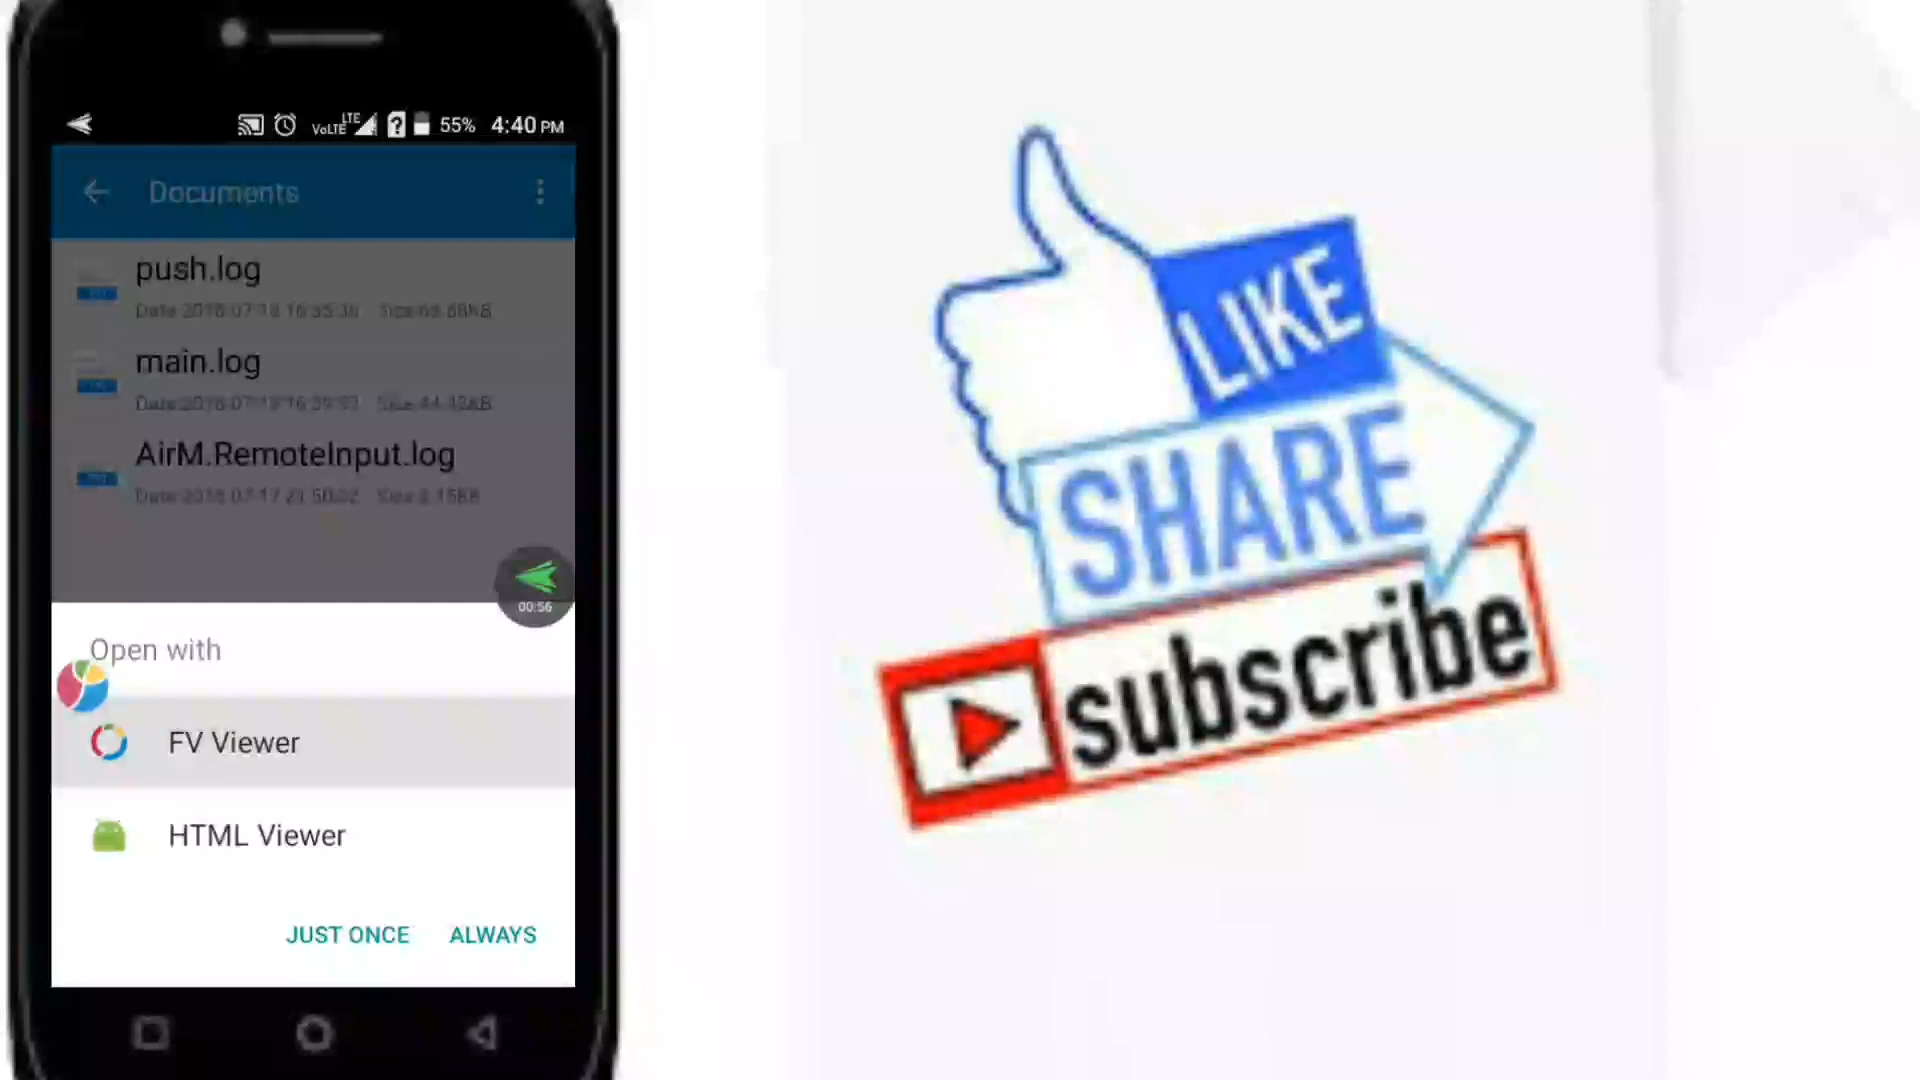 VoLTE LTE ? 55% 4:40 PM
Documents
push.log
main.log
AirM.RemoteInput.log
00:56
Open with
FV Viewer
HTML Viewer
JUST ONCE ALWAYS
LIKE
SHARE
subscribe